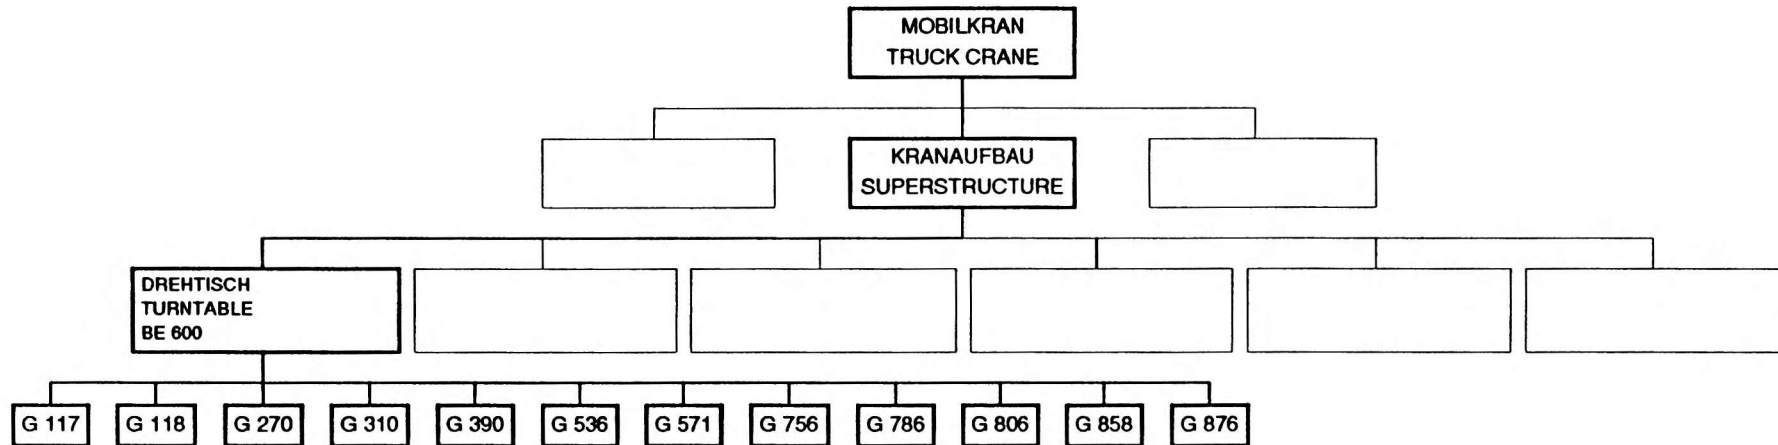 MOBILKRAN
TRUCK CRANE
KRANAUFBAU
SUPERSTRUCTURE
DREHTISCH
TURNTABLE
BE 600
G 117
G 118
G 270
G 310
G 390
G 536
G 571
G 756
G 786
G 806
G 858
G 876